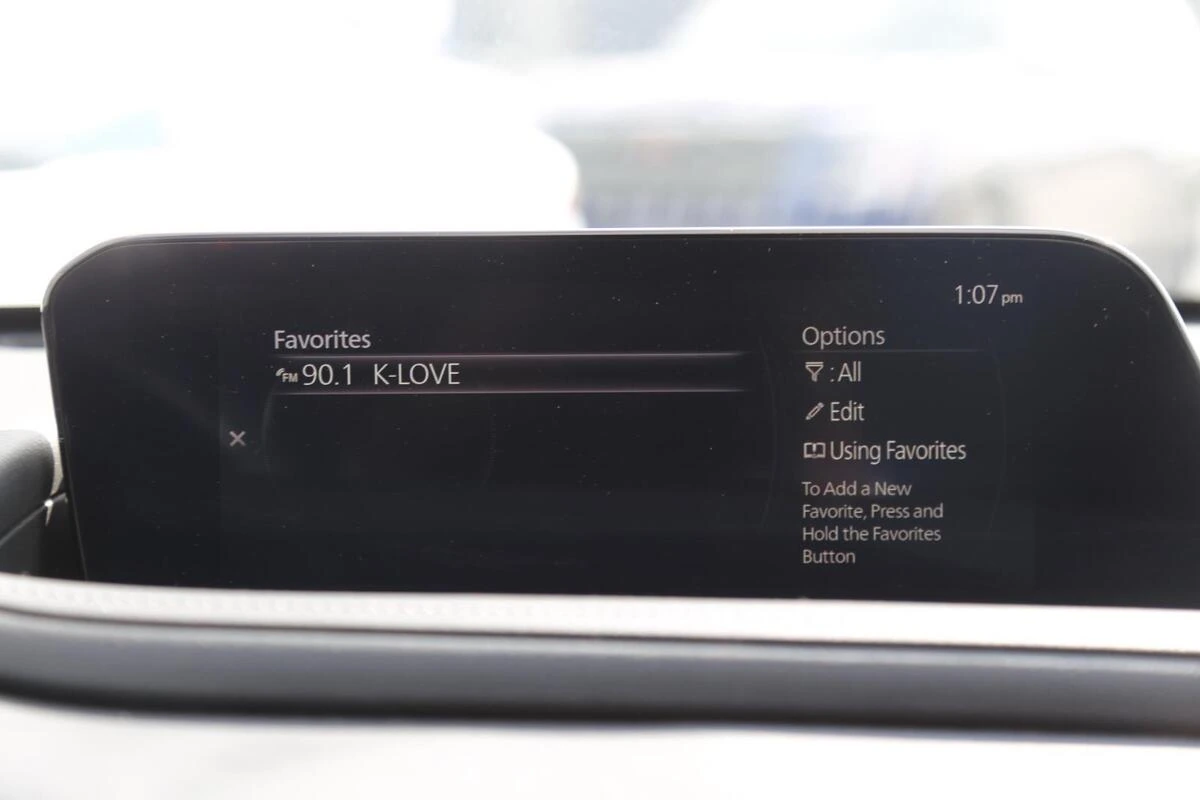 1:07 pm
Favorites
FM 90.1 K-LOVE
Options
: All
Edit
Using Favorites
To Add a New
Favorite, Press and
Hold the Favorites
Button